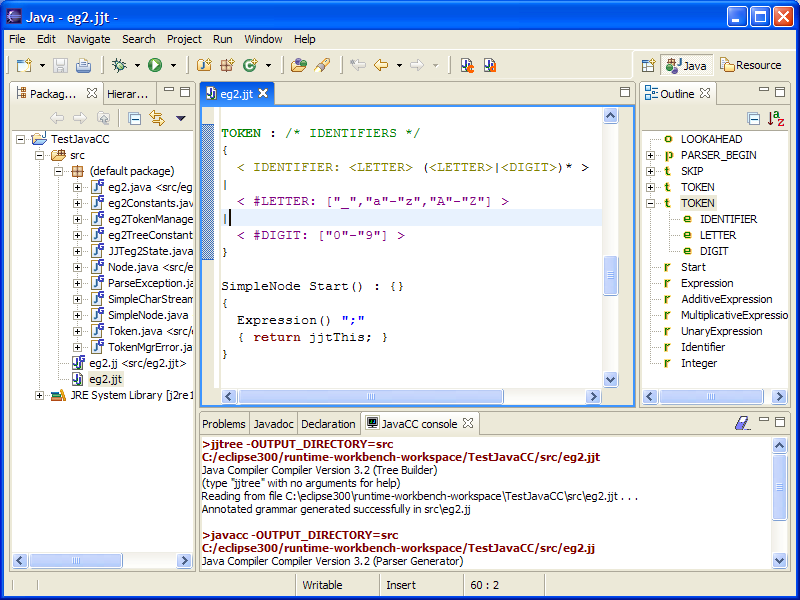 Java - eg2.jjt -
File Edit Navigate Search Project Run Window Help
Java Resource
Packag... Hierar...
TestJavaCC
src
(default package)
eg2.java <src/eg
eg2Constants.java
eg2TokenManage
eg2TreeConstant
JJTeg2State.java
Node.java <src/e
ParseException.ja
SimpleCharStream
SimpleNode.java
Token.java <src/
TokenMgrError.ja
eg2.jj <src/eg2.jjt>
eg2.jjt
JRE System Library [j2re1
eg2.jjt
TOKEN : /* IDENTIFIERS */
{
< IDENTIFIER: <LETTER> (<LETTER>|<DIGIT>)* >
|
< #LETTER: ["_","a"-"z","A"-"Z"] >
|
< #DIGIT: ["0"-"9"] >
}
SimpleNode Start() : {}
{
Expression() ";"
{ return jjtThis; }
}
Outline
LOOKAHEAD
PARSER_BEGIN
SKIP
TOKEN
TOKEN
IDENTIFIER
LETTER
DIGIT
Start
Expression
AdditiveExpression
MultiplicativeExpressio
UnaryExpression
Identifier
Integer
Problems Javadoc Declaration JavaCC console
>jjtree -OUTPUT_DIRECTORY=src
C:/eclipse300/runtime-workbench-workspace/TestJavaCC/src/eg2.jjt
Java Compiler Compiler Version 3.2 (Tree Builder)
(type "jjtree" with no arguments for help)
Reading from file C:\eclipse300\runtime-workbench-workspace\TestJavaCC\src\eg2.jjt . . .
Annotated grammar generated successfully in src\eg2.jj
>javacc -OUTPUT_DIRECTORY=src
C:/eclipse300/runtime-workbench-workspace/TestJavaCC/src/eg2.jj
Java Compiler Compiler Version 3.2 (Parser Generator)
Writable Insert 60 : 2